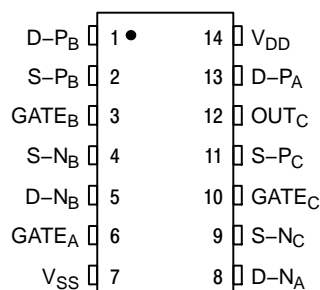 D–PB 1 14 VDD
S–PB 2 13 D–PA
GATEB 3 12 OUTC
S–NB 4 11 S–PC
D–NB 5 10 GATEC
GATEA 6 9 S–NC
VSS 7 8 D–NA